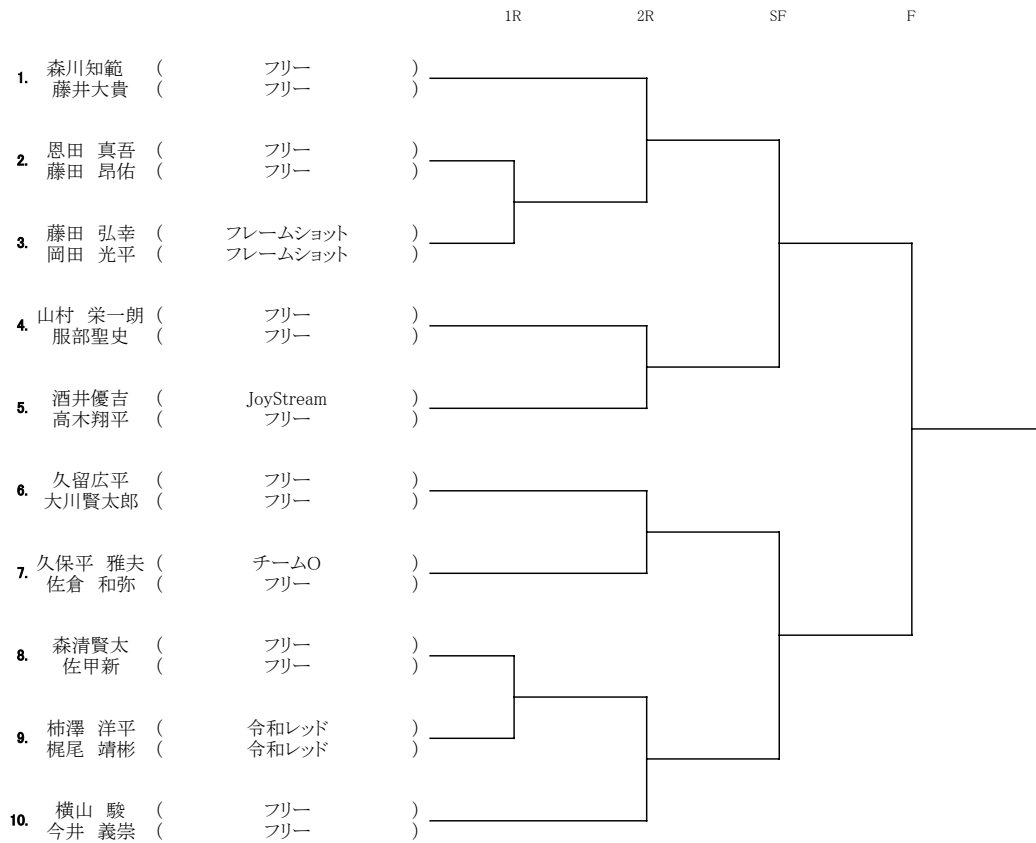 1R 2R SF F
1. 森川知範 ( フリー )
藤井大貴 ( フリー )
2. 恩田 真吾 ( フリー )
藤田 昂佑 ( フリー )
3. 藤田 弘幸 ( フレームショット )
岡田 光平 ( フレームショット )
4. 山村 栄一朗 ( フリー )
服部聖史 ( フリー )
5. 酒井優吉 ( JoyStream )
高木翔平 ( フリー )
6. 久留広平 ( フリー )
大川賢太郎 ( フリー )
7. 久保平 雅夫 ( チームO )
佐倉 和弥 ( フリー )
8. 森清賢太 ( フリー )
佐甲新 ( フリー )
9. 柿澤 洋平 ( 令和レッド )
梶尾 靖彬 ( 令和レッド )
10. 横山 駿 ( フリー )
今井 義崇 ( フリー )